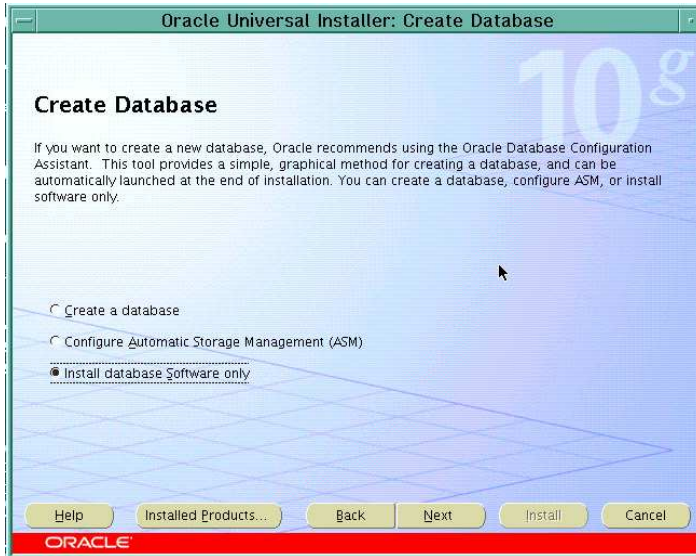 Oracle Universal Installer: Create Database
10g
Create Database
If you want to create a new database, Oracle recommends using the Oracle Database Configuration
Assistant. This tool provides a simple, graphical method for creating a database, and can be
automatically launched at the end of installation. You can create a database, configure ASM, or install
software only.
Create a database
Configure Automatic Storage Management (ASM)
Install database Software only
Help Installed Products... Back Next Install Cancel
ORACLE